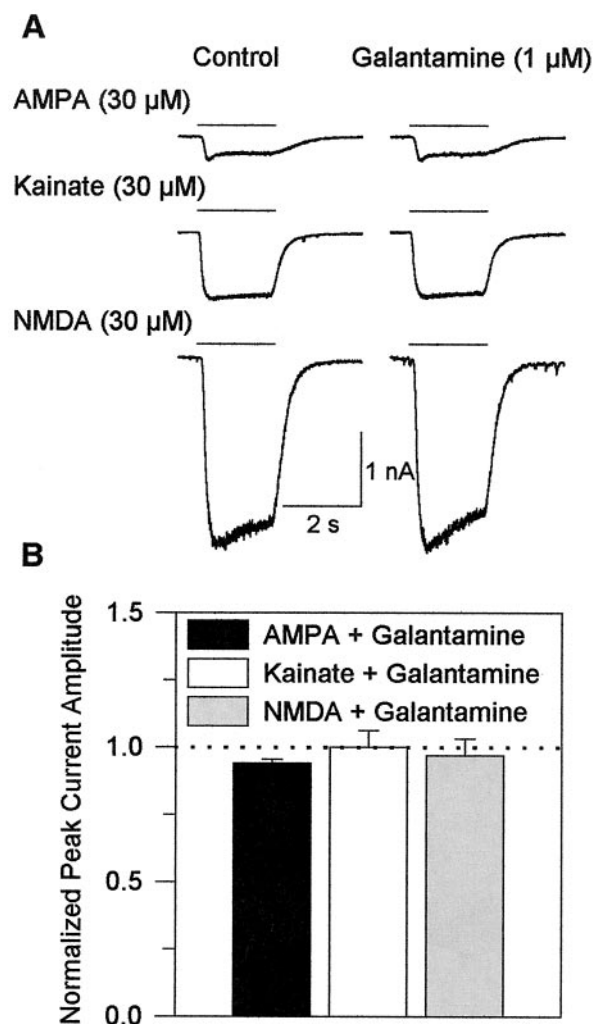 A
Control Galantamine (1 µM)
AMPA (30 µM)
Kainate (30 µM)
NMDA (30 µM)
1 nA
2 s
B
Normalized Peak Current Amplitude
1.5
AMPA + Galantamine
Kainate + Galantamine
NMDA + Galantamine
1.0
0.5
0.0